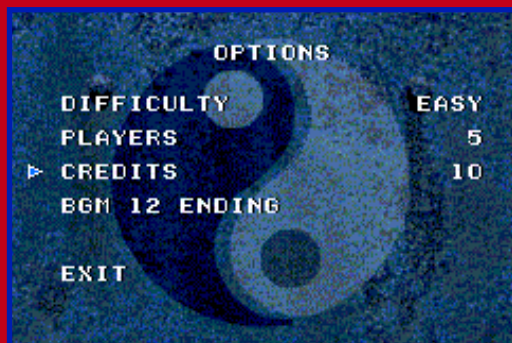 OPTIONS
DIFFICULTY EASY
PLAYERS 5
CREDITS 10
BGM 12 ENDING
EXIT